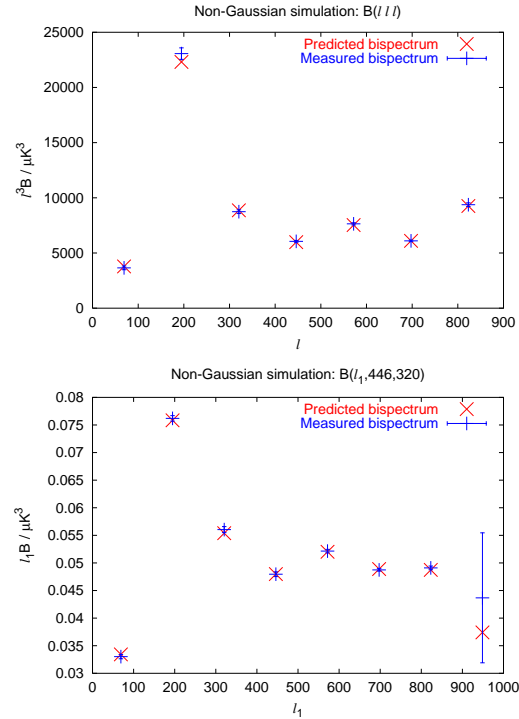 Non-Gaussian simulation: B(l l l)
25000
20000
15000
10000
5000
0
l³B / μK³
Predicted bispectrum
Measured bispectrum
0 100 200 300 400 500 600 700 800 900
l
Non-Gaussian simulation: B(l₁,446,320)
0.08
0.075
0.07
0.065
0.06
0.055
0.05
0.045
0.04
0.035
0.03
l₁B / μK³
Predicted bispectrum
Measured bispectrum
0 100 200 300 400 500 600 700 800 900 1000
l₁